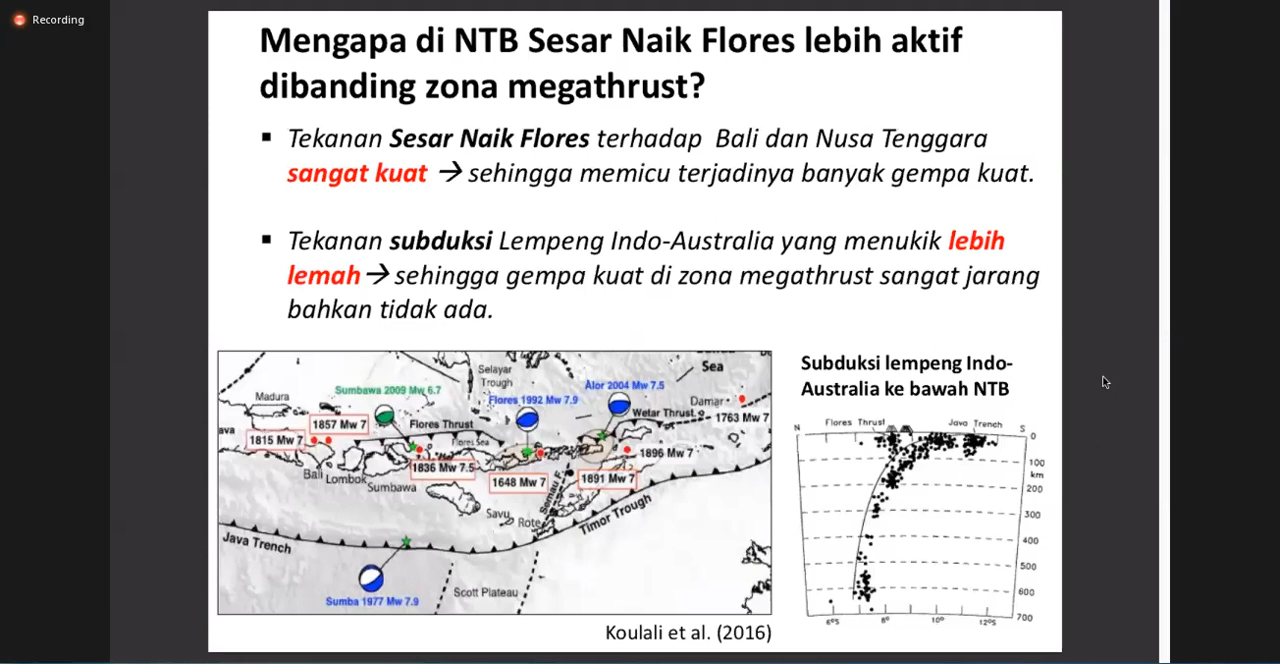 Recording
Mengapa di NTB Sesar Naik Flores lebih aktif
dibanding zona megathrust?
▪ Tekanan Sesar Naik Flores terhadap Bali dan Nusa Tenggara
sangat kuat → sehingga memicu terjadinya banyak gempa kuat.
▪ Tekanan subduksi Lempeng Indo-Australia yang menukik lebih
lemah → sehingga gempa kuat di zona megathrust sangat jarang
bahkan tidak ada.
Sea
Selayar
Trough
Sumbawa 2009 Mw 6.7
Alor 2004 Mw 7.5
Madura
Flores 1992 Mw 7.9
Damar
1857 Mw 7
Flores Thrust
Wetar Thrust
1763 Mw 7
ava
1815 Mw 7
Flores Sea
1896 Mw 7
Bali
Lombok
Sumbawa
1836 Mw 7.5
1648 Mw 7
1891 Mw 7
Semau F.
Savu
Rote
Timor Trough
Java Trench
Scott Plateau
Sumba 1977 Mw 7.9
Koulali et al. (2016)
Subduksi lempeng Indo-
Australia ke bawah NTB
N
Flores Thrust
Java Trench
S
0
100
km
200
300
400
500
600
700
6°S
8°
10°
12°S